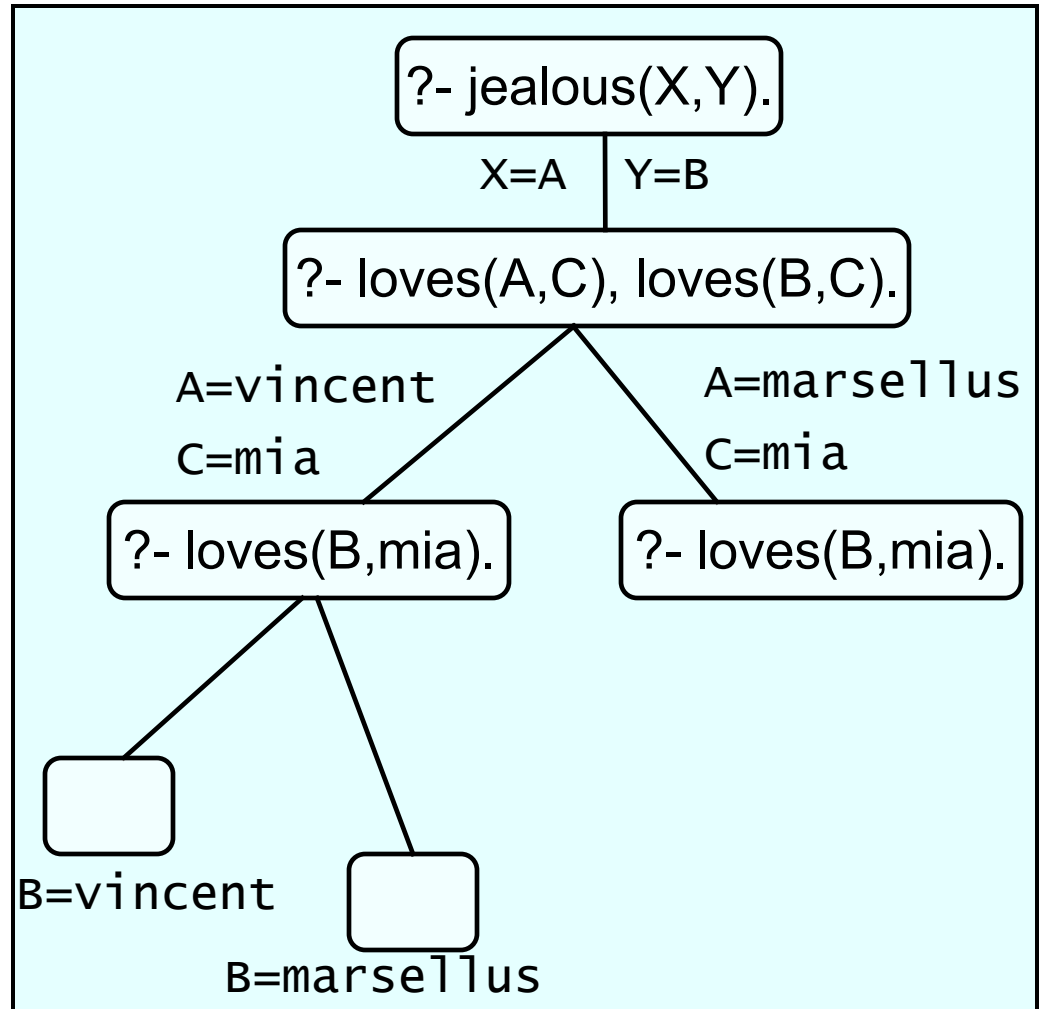 ?- jealous(X,Y).
X=A Y=B
?- loves(A,C), loves(B,C).
A=vincent
C=mia
A=marsellus
C=mia
?- loves(B,mia).
?- loves(B,mia).
B=vincent
B=marsellus